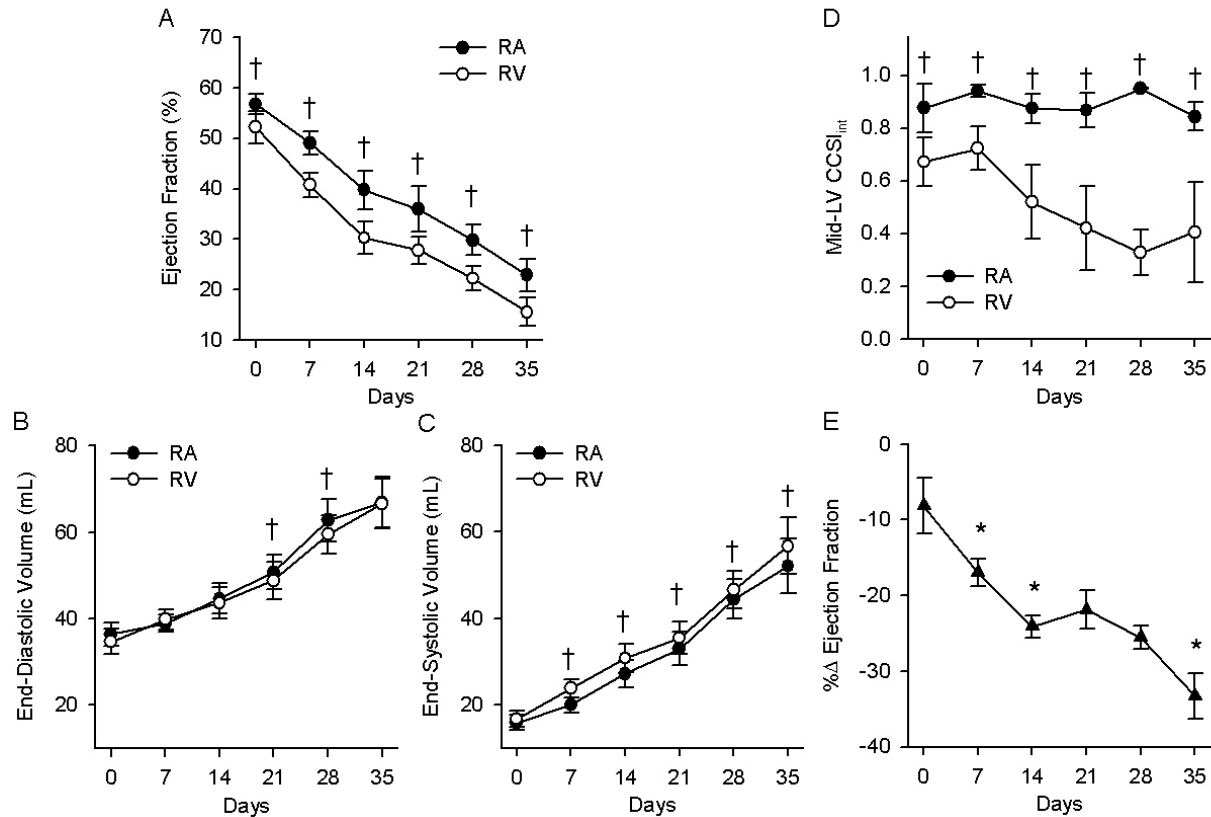 A
70
60
50
40
30
20
10
Ejection Fraction (%)
RA
RV
† † † † † †
0 7 14 21 28 35
Days
D
1.0
0.8
0.6
0.4
0.2
0.0
Mid-LV CCSI_int
† † † † † †
RA
RV
0 7 14 21 28 35
Days
B
80
60
40
20
End-Diastolic Volume (mL)
RA
RV
† †
0 7 14 21 28 35
Days
C
80
60
40
20
End-Systolic Volume (mL)
RA
RV
† † † † †
0 7 14 21 28 35
Days
E
0
-10
-20
-30
-40
%Δ Ejection Fraction
* * *
0 7 14 21 28 35
Days